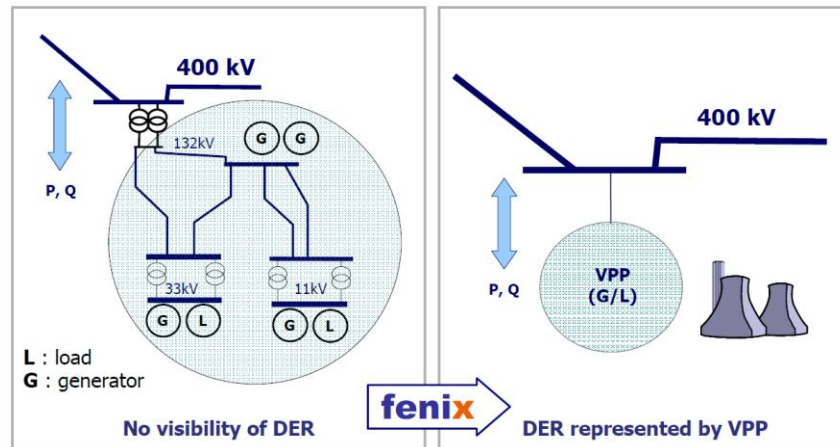 400 kV
132kV
G G
P, Q
33kV 11kV
G L G L
L : load
G : generator
No visibility of DER
fenix
400 kV
P, Q
VPP
(G/L)
DER represented by VPP